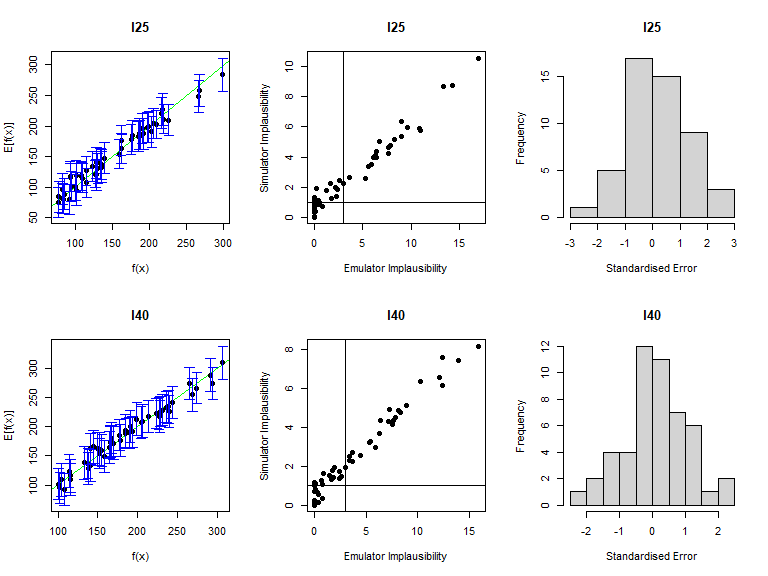 I25
I25
I25
E[f(x)]
50 100 150 200 250 300
100 150 200 250 300
f(x)
Simulator Implausibility
0 2 4 6 8 10
0 5 10 15
Emulator Implausibility
Frequency
0 5 10 15
-3 -2 -1 0 1 2 3
Standardised Error
I40
I40
I40
E[f(x)]
100 150 200 250 300
100 150 200 250 300
f(x)
Simulator Implausibility
0 2 4 6 8
0 5 10 15
Emulator Implausibility
Frequency
0 2 4 6 8 10 12
-2 -1 0 1 2
Standardised Error